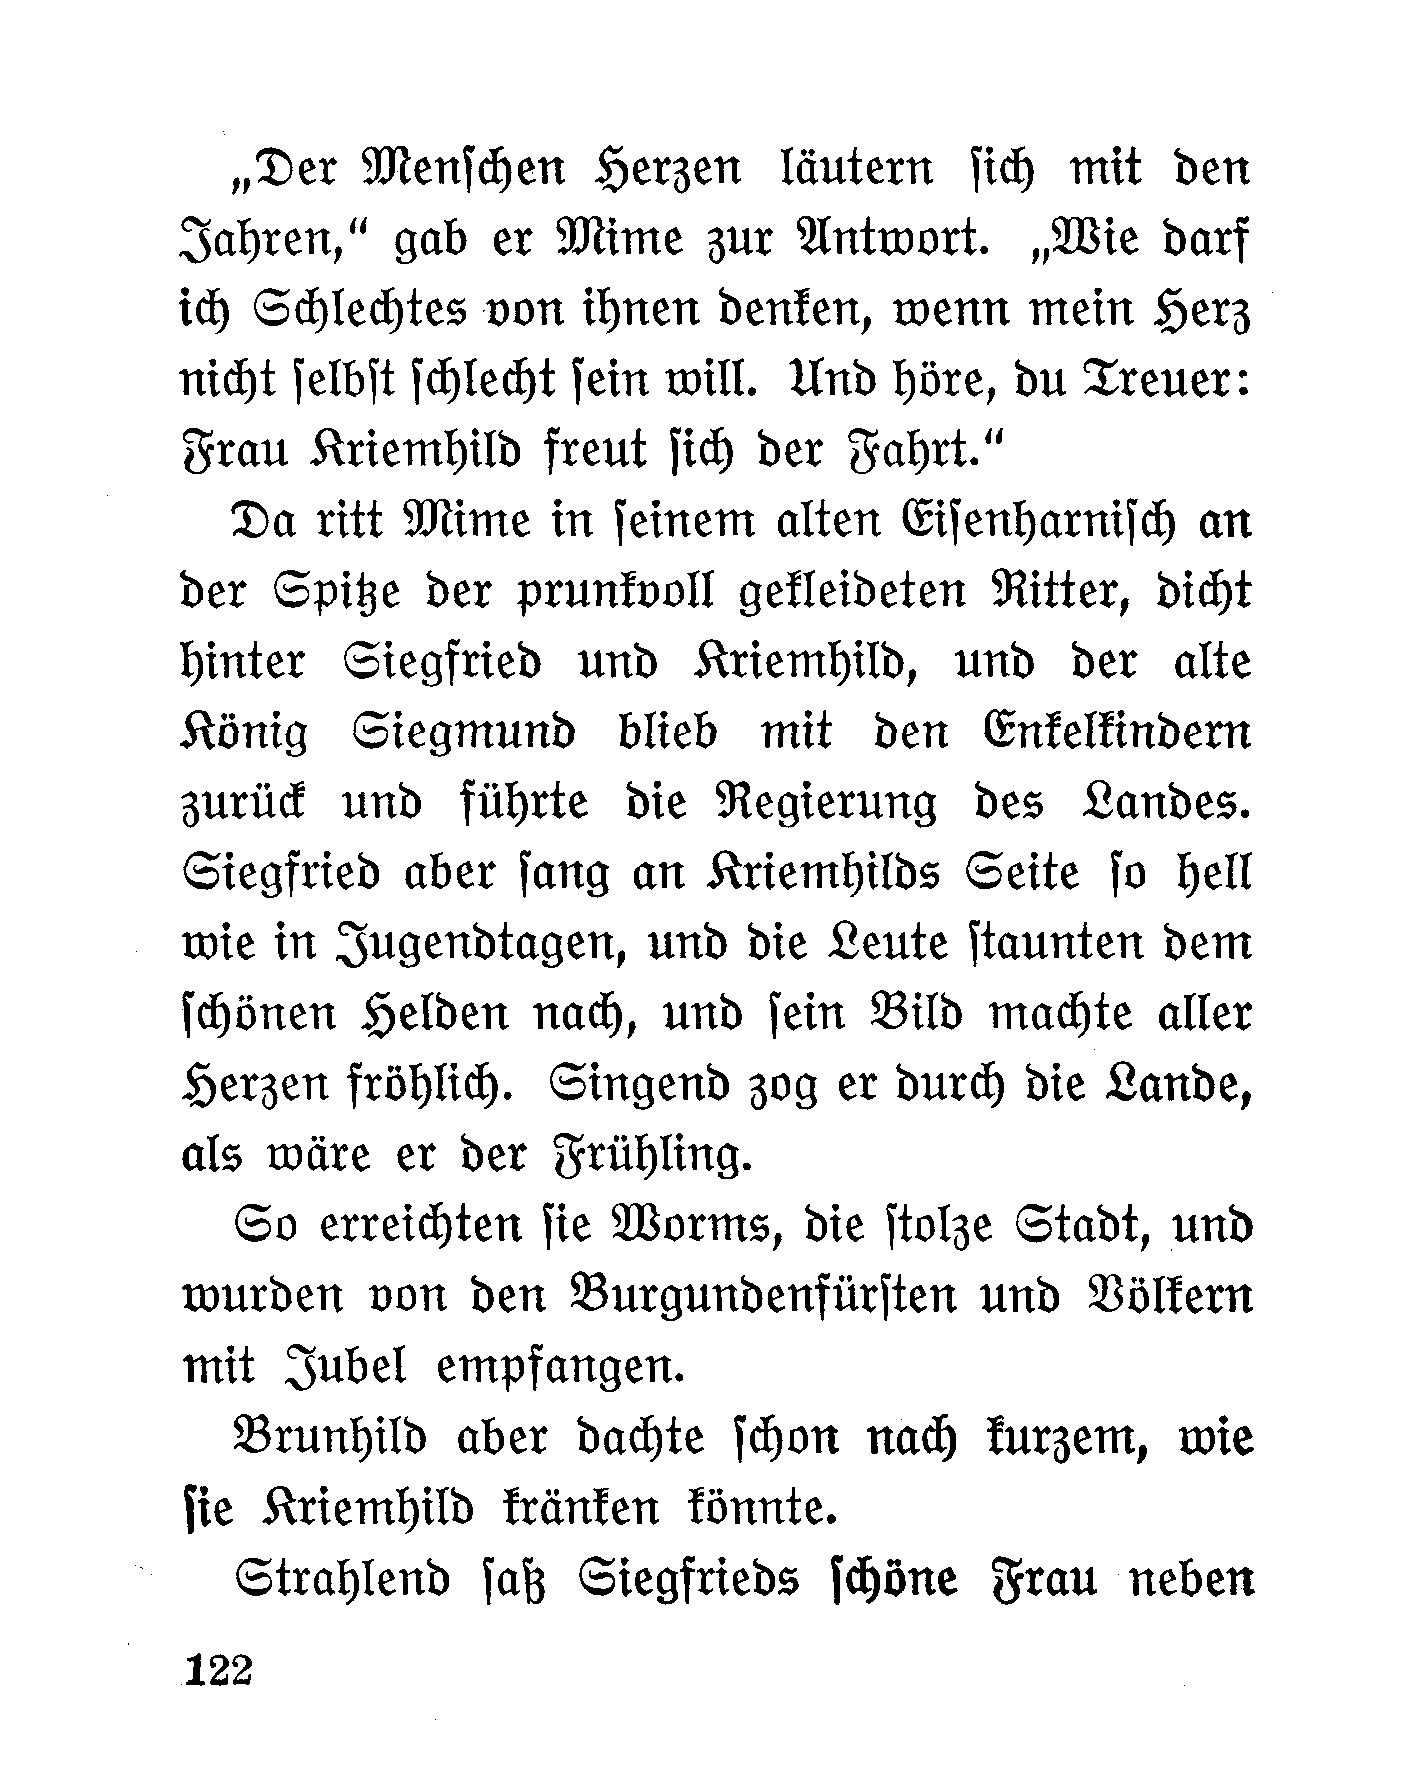 „Der Menſchen Herzen läutern ſich mit den
Jahren,“ gab er Mime zur Antwort. „Wie darf
ich Schlechtes von ihnen denken, wenn mein Herz
nicht ſelbſt ſchlecht ſein will. Und höre, du Treuer:
Frau Kriemhild freut ſich der Fahrt.“
Da ritt Mime in ſeinem alten Eiſenharniſch an
der Spitze der prunkvoll gekleideten Ritter, dicht
hinter Siegfried und Kriemhild, und der alte
König Siegmund blieb mit den Enkelkindern
zurück und führte die Regierung des Landes.
Siegfried aber ſang an Kriemhilds Seite ſo hell
wie in Jugendtagen, und die Leute ſtaunten dem
ſchönen Helden nach, und ſein Bild machte aller
Herzen fröhlich. Singend zog er durch die Lande,
als wäre er der Frühling.
So erreichten ſie Worms, die ſtolze Stadt, und
wurden von den Burgundenfürſten und Völkern
mit Jubel empfangen.
Brunhild aber dachte ſchon nach kurzem, wie
ſie Kriemhild kränken könnte.
Strahlend ſaß Siegfrieds ſchöne Frau neben
122